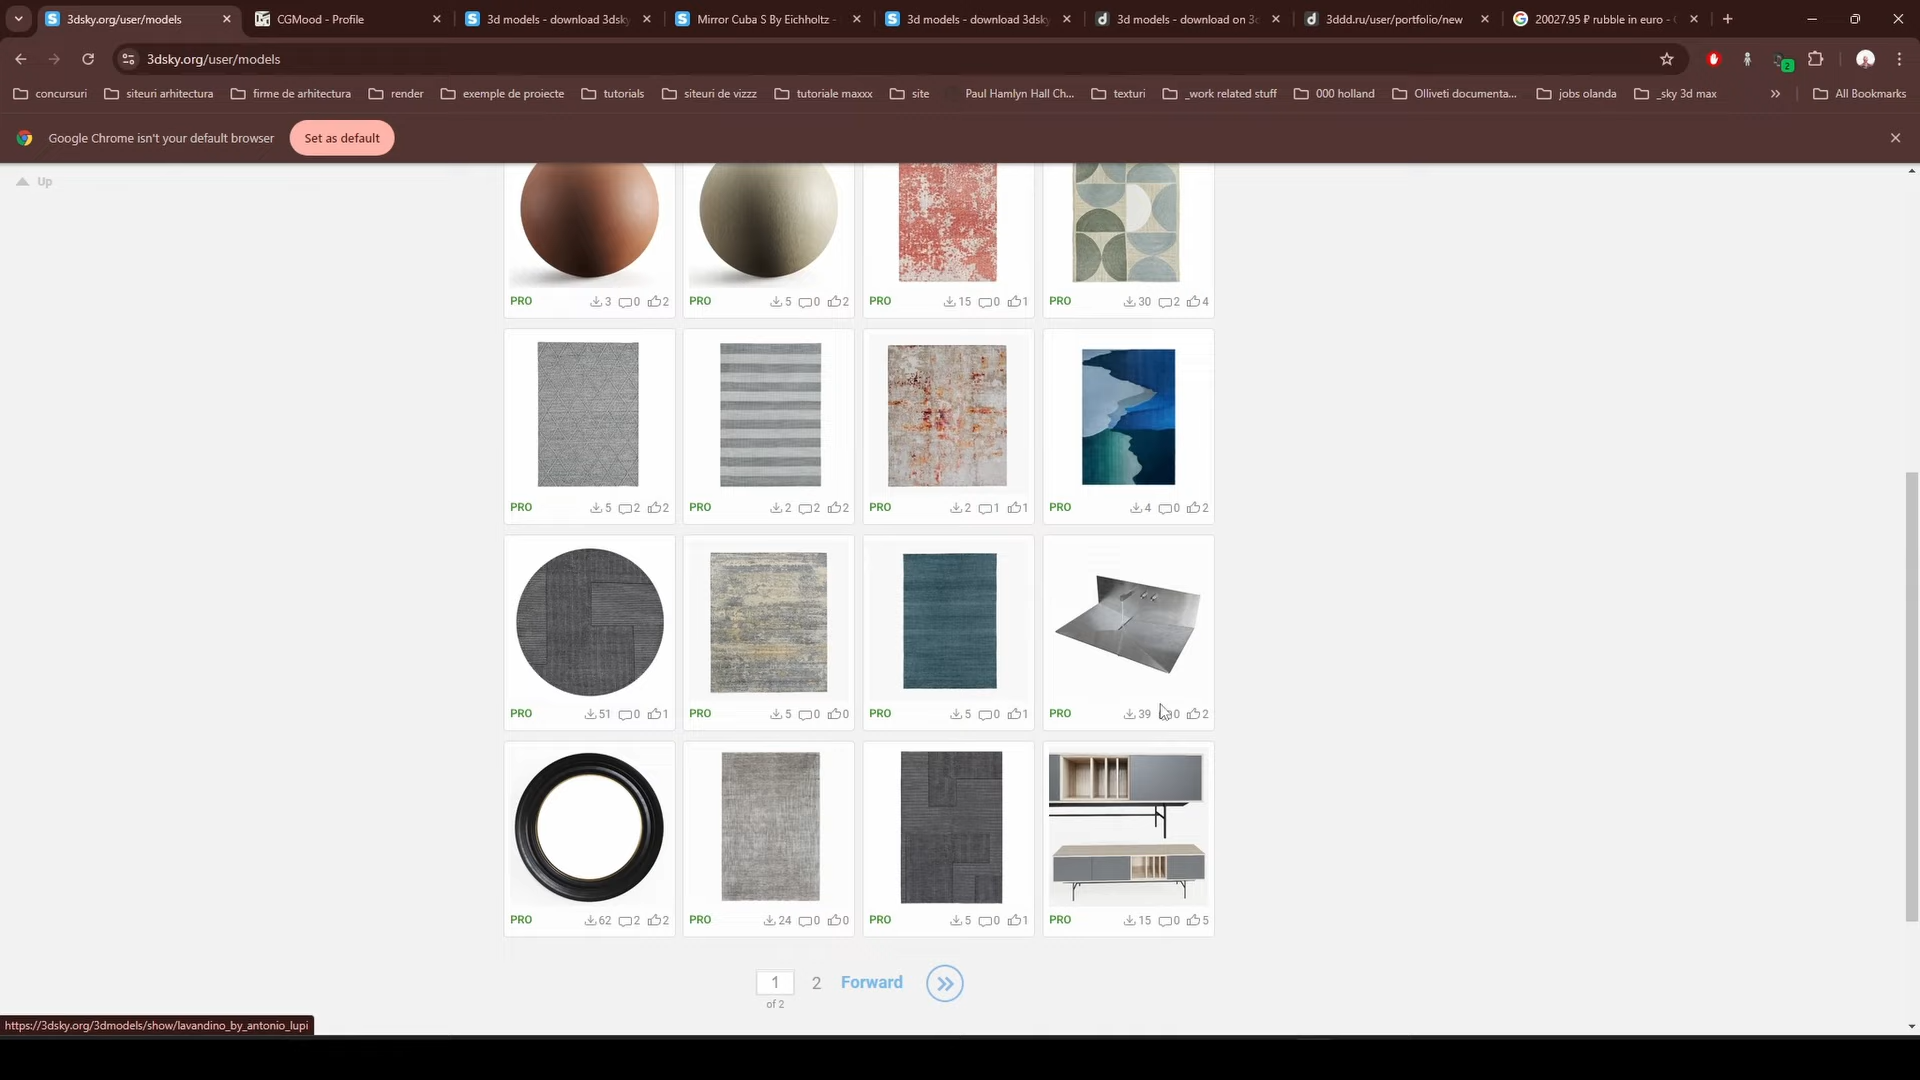 3dsky.org/user/models
CGMood - Profile
3d models - download 3dsky
Mirror Cuba S By Eichholtz -
3d models - download 3dsky
3d models - download on 3d
3ddd.ru/user/portfolio/new
20027.95 ₽ rubble in euro -
3dsky.org/user/models
2
concursuri
siteuri arhitectura
firme de arhitectura
render
exemple de proiecte
tutorials
siteuri de vizzz
tutoriale maxxx
site
Paul Hamlyn Hall Ch...
texturi
_work related stuff
000 holland
Olliveti documenta...
jobs olanda
_sky 3d max
All Bookmarks
Google Chrome isn't your default browser
Set as default
Up
PRO 3 0 2
PRO 5 0 2
PRO 15 0 1
PRO 30 2 4
PRO 5 2 2
PRO 2 2 2
PRO 2 1 1
PRO 4 0 2
PRO 51 0 1
PRO 5 0 0
PRO 5 0 1
PRO 39 0 2
PRO 62 2 2
PRO 24 0 0
PRO 5 0 1
PRO 15 0 5
1 2 Forward
of 2
https://3dsky.org/3dmodels/show/lavandino_by_antonio_lupi